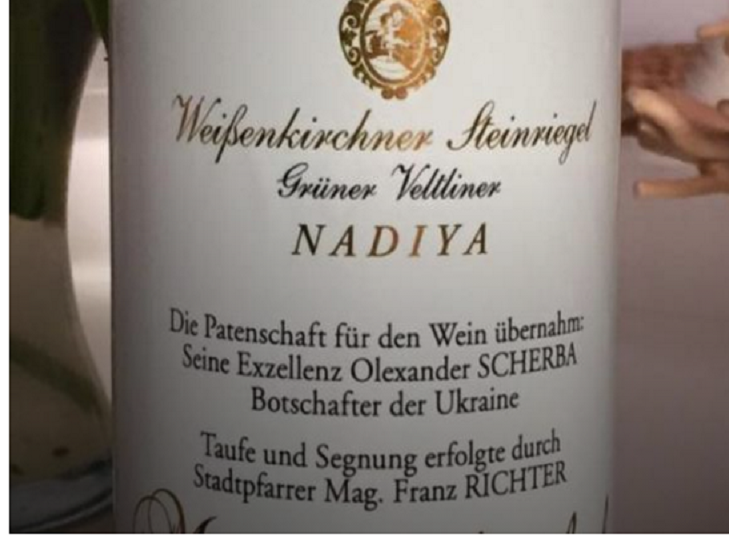 Weißenkirchner Steinriegel
Grüner Veltliner
NADIYA
Die Patenschaft für den Wein übernahm:
Seine Exzellenz Olexander SCHERBA
Botschafter der Ukraine
Taufe und Segnung erfolgte durch
Stadtpfarrer Mag. Franz RICHTER